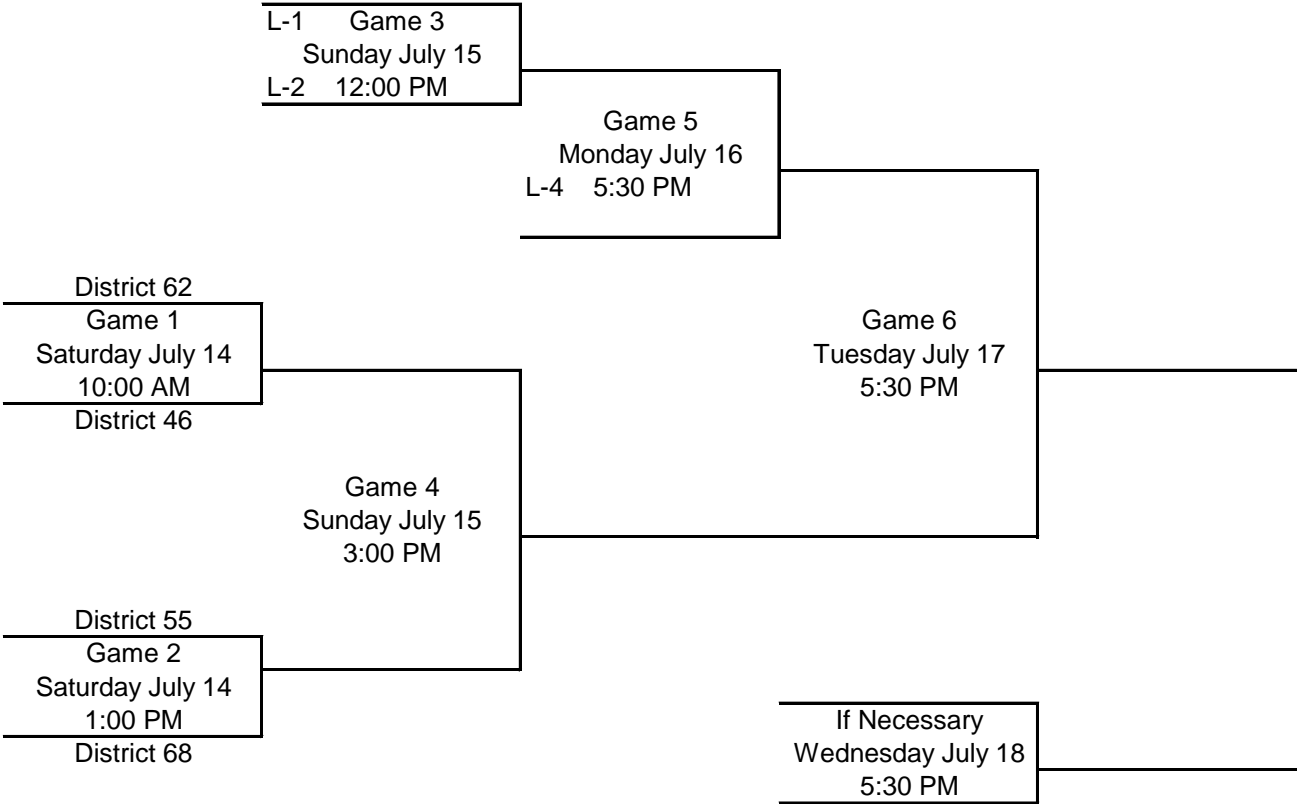 L-1 Game 3
Sunday July 15
L-2 12:00 PM
Game 5
Monday July 16
L-4 5:30 PM
District 62
Game 1
Saturday July 14
10:00 AM
District 46
Game 6
Tuesday July 17
5:30 PM
Game 4
Sunday July 15
3:00 PM
District 55
Game 2
Saturday July 14
1:00 PM
District 68
If Necessary
Wednesday July 18
5:30 PM